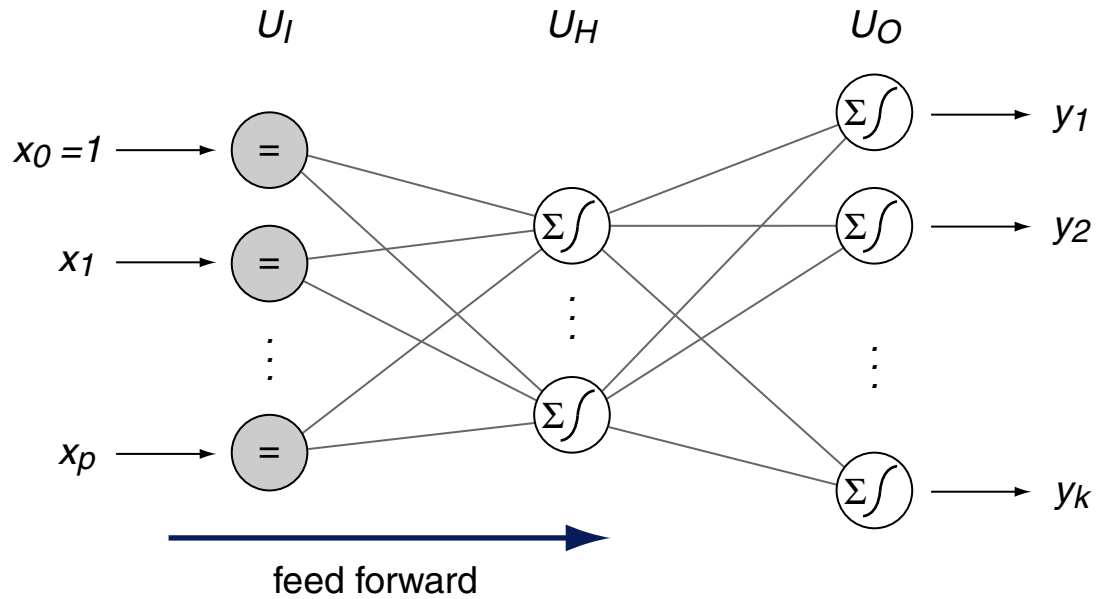 U_I U_H U_O
x_0 =1 = Σ∫ y_1
x_1 = Σ∫ Σ∫ y_2
⋮ ⋮ ⋮
x_p = Σ∫ Σ∫ y_k
feed forward